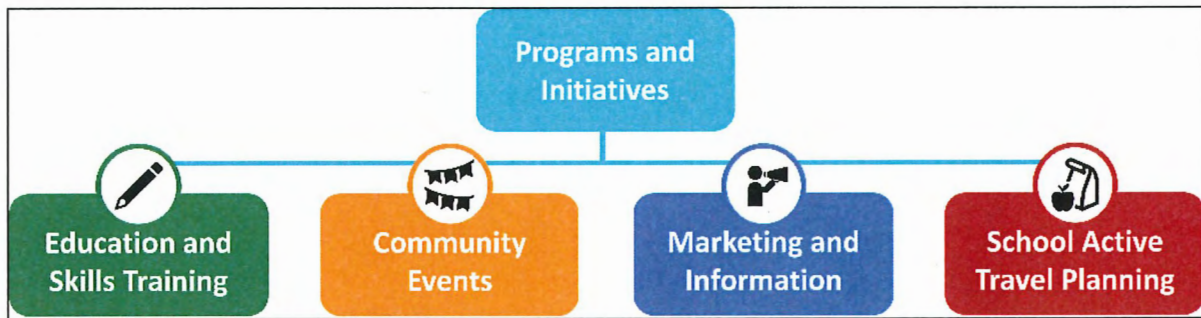 Programs and
Initiatives
Education and
Skills Training
Community
Events
Marketing and
Information
School Active
Travel Planning